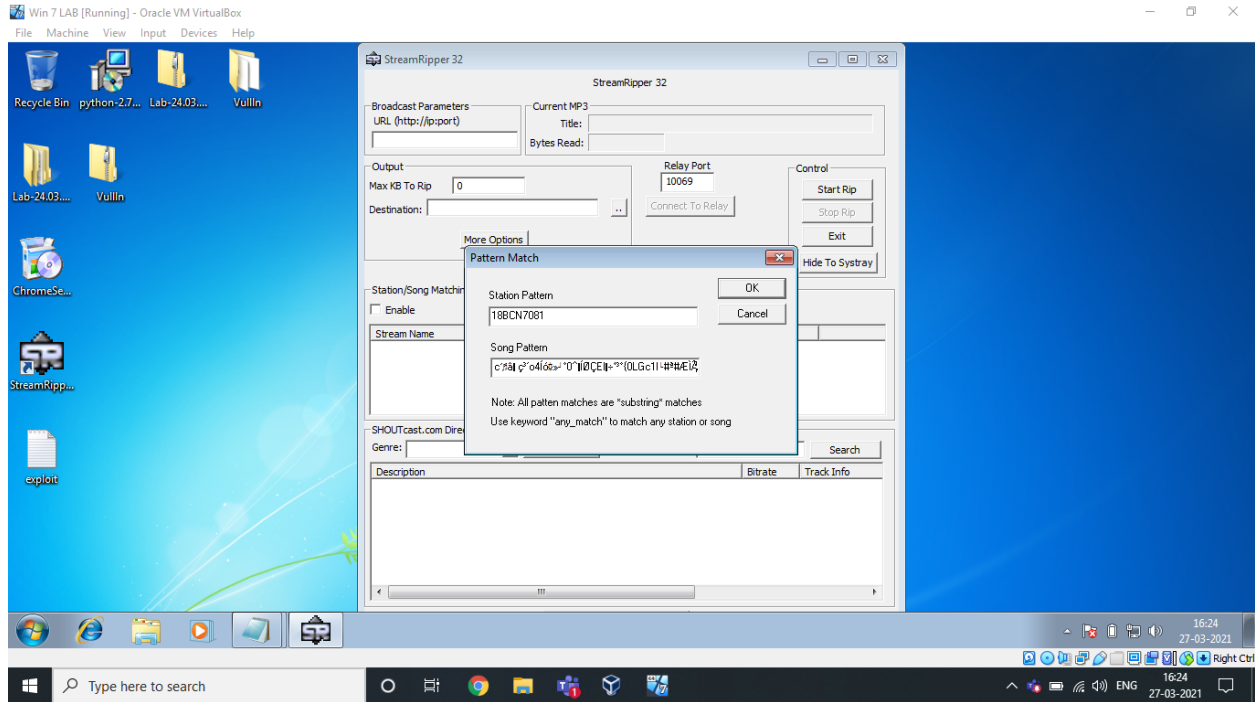 Win 7 LAB [Running] - Oracle VM VirtualBox
File Machine View Input Devices Help
Recycle Bin
python-2.7...
Lab-24.03....
VullIn
Lab-24.03....
VullIn
ChromeSe...
StreamRipp...
exploit
StreamRipper 32
StreamRipper 32
Broadcast Parameters
URL (http://ip:port)
Current MP3
Title:
Bytes Read:
Output
Max KB To Rip 0
Destination: ..
More Options
Relay Port
10069
Connect To Relay
Control
Start Rip
Stop Rip
Exit
Hide To Systray
Station/Song Matchin
Enable
Stream Name
Pattern Match
Station Pattern
18BCN7081
OK
Cancel
Song Pattern
Note: All patten matches are "substring" matches
Use keyword "any_match" to match any station or song
SHOUTcast.com Dire
Genre:
Search
Description Bitrate Track Info
16:24
27-03-2021
Right Ctrl
Type here to search
ENG
16:24
27-03-2021